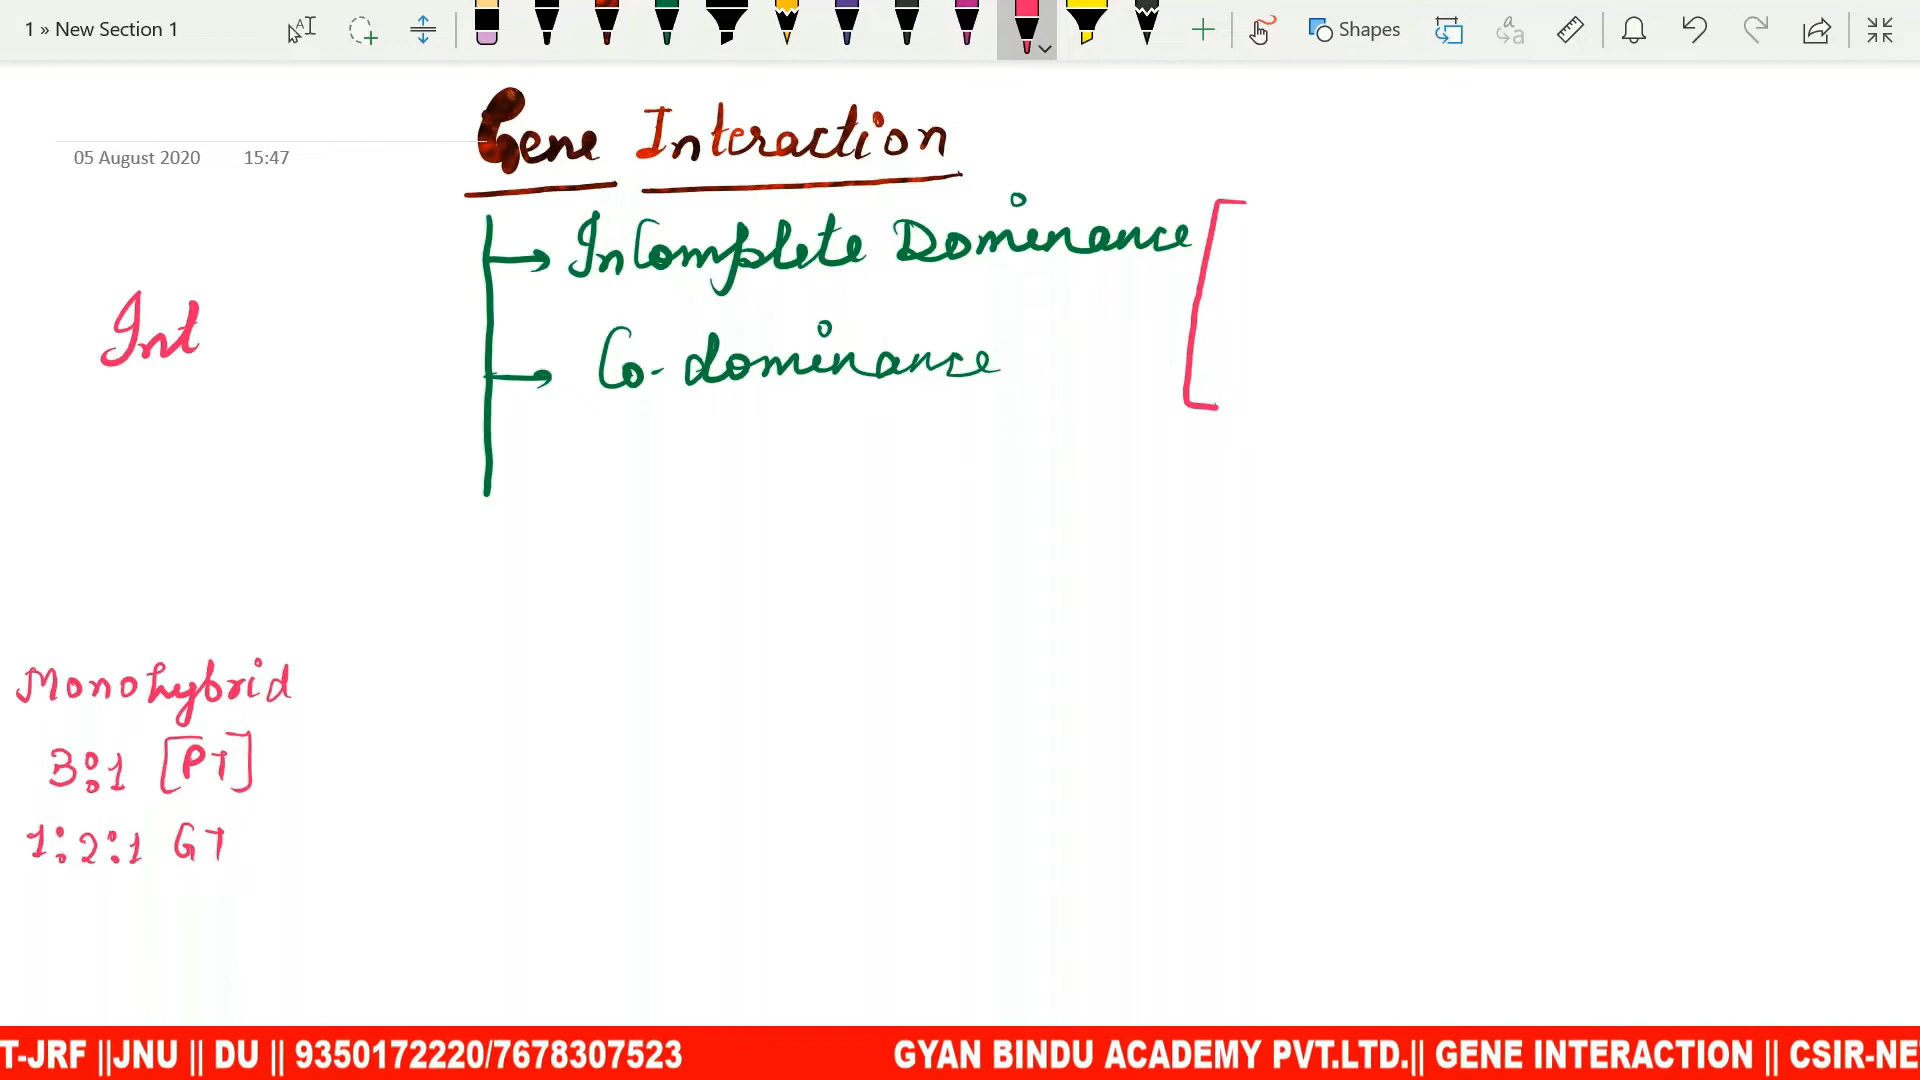 1 » New Section 1
Shapes
Gene Interaction
05 August 2020 15:47
→ Incomplete Dominance
Int
→ Co-dominance
Monohybrid
3:1 [PT]
1:2:1 GT
T-JRF ||JNU || DU || 9350172220/7678307523 GYAN BINDU ACADEMY PVT.LTD.|| GENE INTERACTION || CSIR-NE